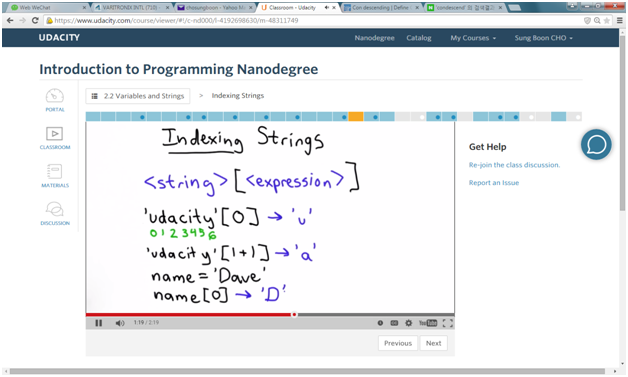 Web WeChat
VARITRONIX INTL (710) -
chosungboon - Yahoo M
Classroom - Udacity
Con descending | Define
'condescend' 의 검색결과
https://www.udacity.com/course/viewer#!/c-nd000/l-4192698630/m-48311749
UDACITY
Nanodegree
Catalog
My Courses
Sung Boon CHO
Introduction to Programming Nanodegree
PORTAL
CLASSROOM
MATERIALS
DISCUSSION
2.2 Variables and Strings > Indexing Strings
Indexing Strings
<string>[<expression>]
'udacity'[0] → 'u'
0 1 2 3 4 5 6
'udacity'[1+1] → 'a'
name = 'Dave'
name[0] → 'D'
1:19 / 2:19
YouTube
Previous
Next
Get Help
Re-join the class discussion.
Report an Issue